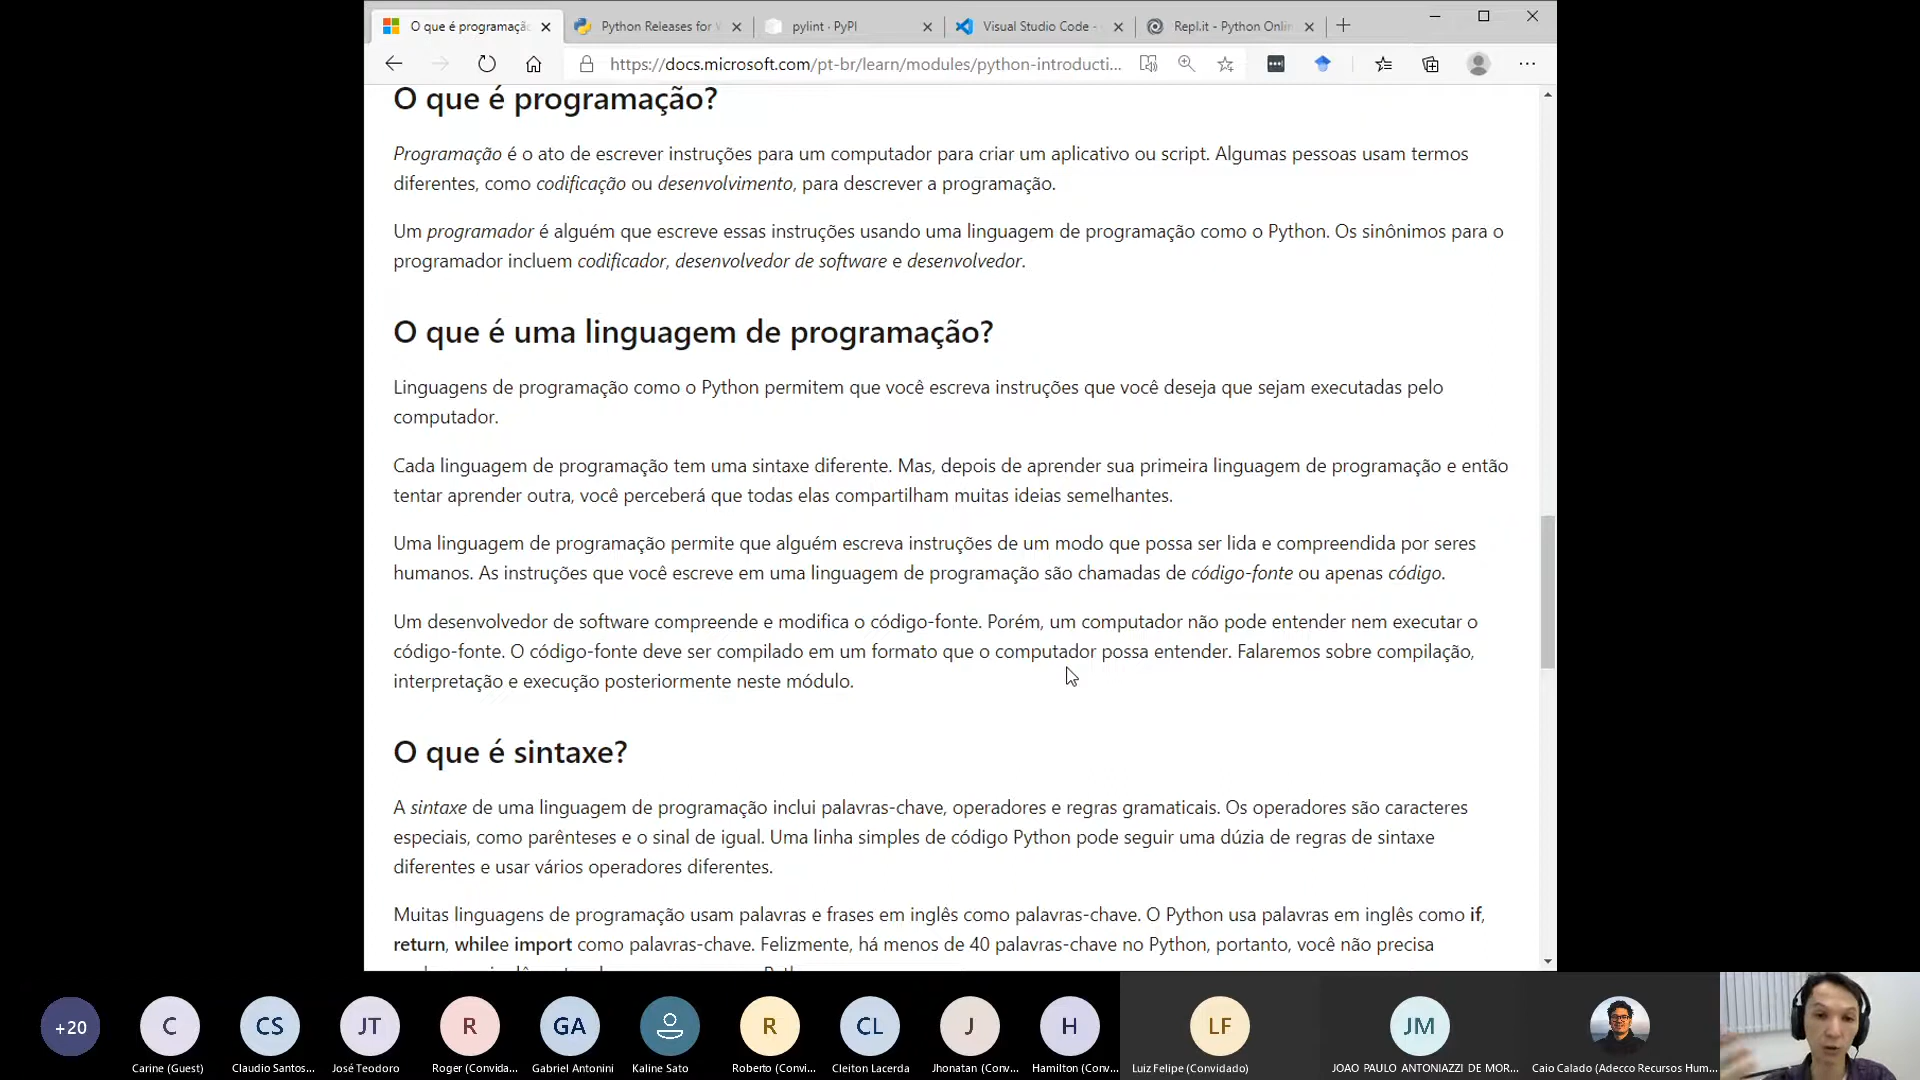 O que é programaçã
Python Releases for W
pylint · PyPI
Visual Studio Code -
Repl.it - Python Onlin
https://docs.microsoft.com/pt-br/learn/modules/python-introducti...
O que é programação?
Programação é o ato de escrever instruções para um computador para criar um aplicativo ou script. Algumas pessoas usam termos
diferentes, como codificação ou desenvolvimento, para descrever a programação.
Um programador é alguém que escreve essas instruções usando uma linguagem de programação como o Python. Os sinônimos para o
programador incluem codificador, desenvolvedor de software e desenvolvedor.
O que é uma linguagem de programação?
Linguagens de programação como o Python permitem que você escreva instruções que você deseja que sejam executadas pelo
computador.
Cada linguagem de programação tem uma sintaxe diferente. Mas, depois de aprender sua primeira linguagem de programação e então
tentar aprender outra, você perceberá que todas elas compartilham muitas ideias semelhantes.
Uma linguagem de programação permite que alguém escreva instruções de um modo que possa ser lida e compreendida por seres
humanos. As instruções que você escreve em uma linguagem de programação são chamadas de código-fonte ou apenas código.
Um desenvolvedor de software compreende e modifica o código-fonte. Porém, um computador não pode entender nem executar o
código-fonte. O código-fonte deve ser compilado em um formato que o computador possa entender. Falaremos sobre compilação,
interpretação e execução posteriormente neste módulo.
O que é sintaxe?
A sintaxe de uma linguagem de programação inclui palavras-chave, operadores e regras gramaticais. Os operadores são caracteres
especiais, como parênteses e o sinal de igual. Uma linha simples de código Python pode seguir uma dúzia de regras de sintaxe
diferentes e usar vários operadores diferentes.
Muitas linguagens de programação usam palavras e frases em inglês como palavras-chave. O Python usa palavras em inglês como if,
return, whilee import como palavras-chave. Felizmente, há menos de 40 palavras-chave no Python, portanto, você não precisa
+20
C
CS
JT
R
GA
R
CL
J
H
LF
JM
Carine (Guest)
Claudio Santos...
José Teodoro
Roger (Convida...
Gabriel Antonini
Kaline Sato
Roberto (Convi...
Cleiton Lacerda
Jhonatan (Conv...
Hamilton (Conv...
Luiz Felipe (Convidado)
JOAO PAULO ANTONIAZZI DE MOR...
Caio Calado (Adecco Recursos Hum...